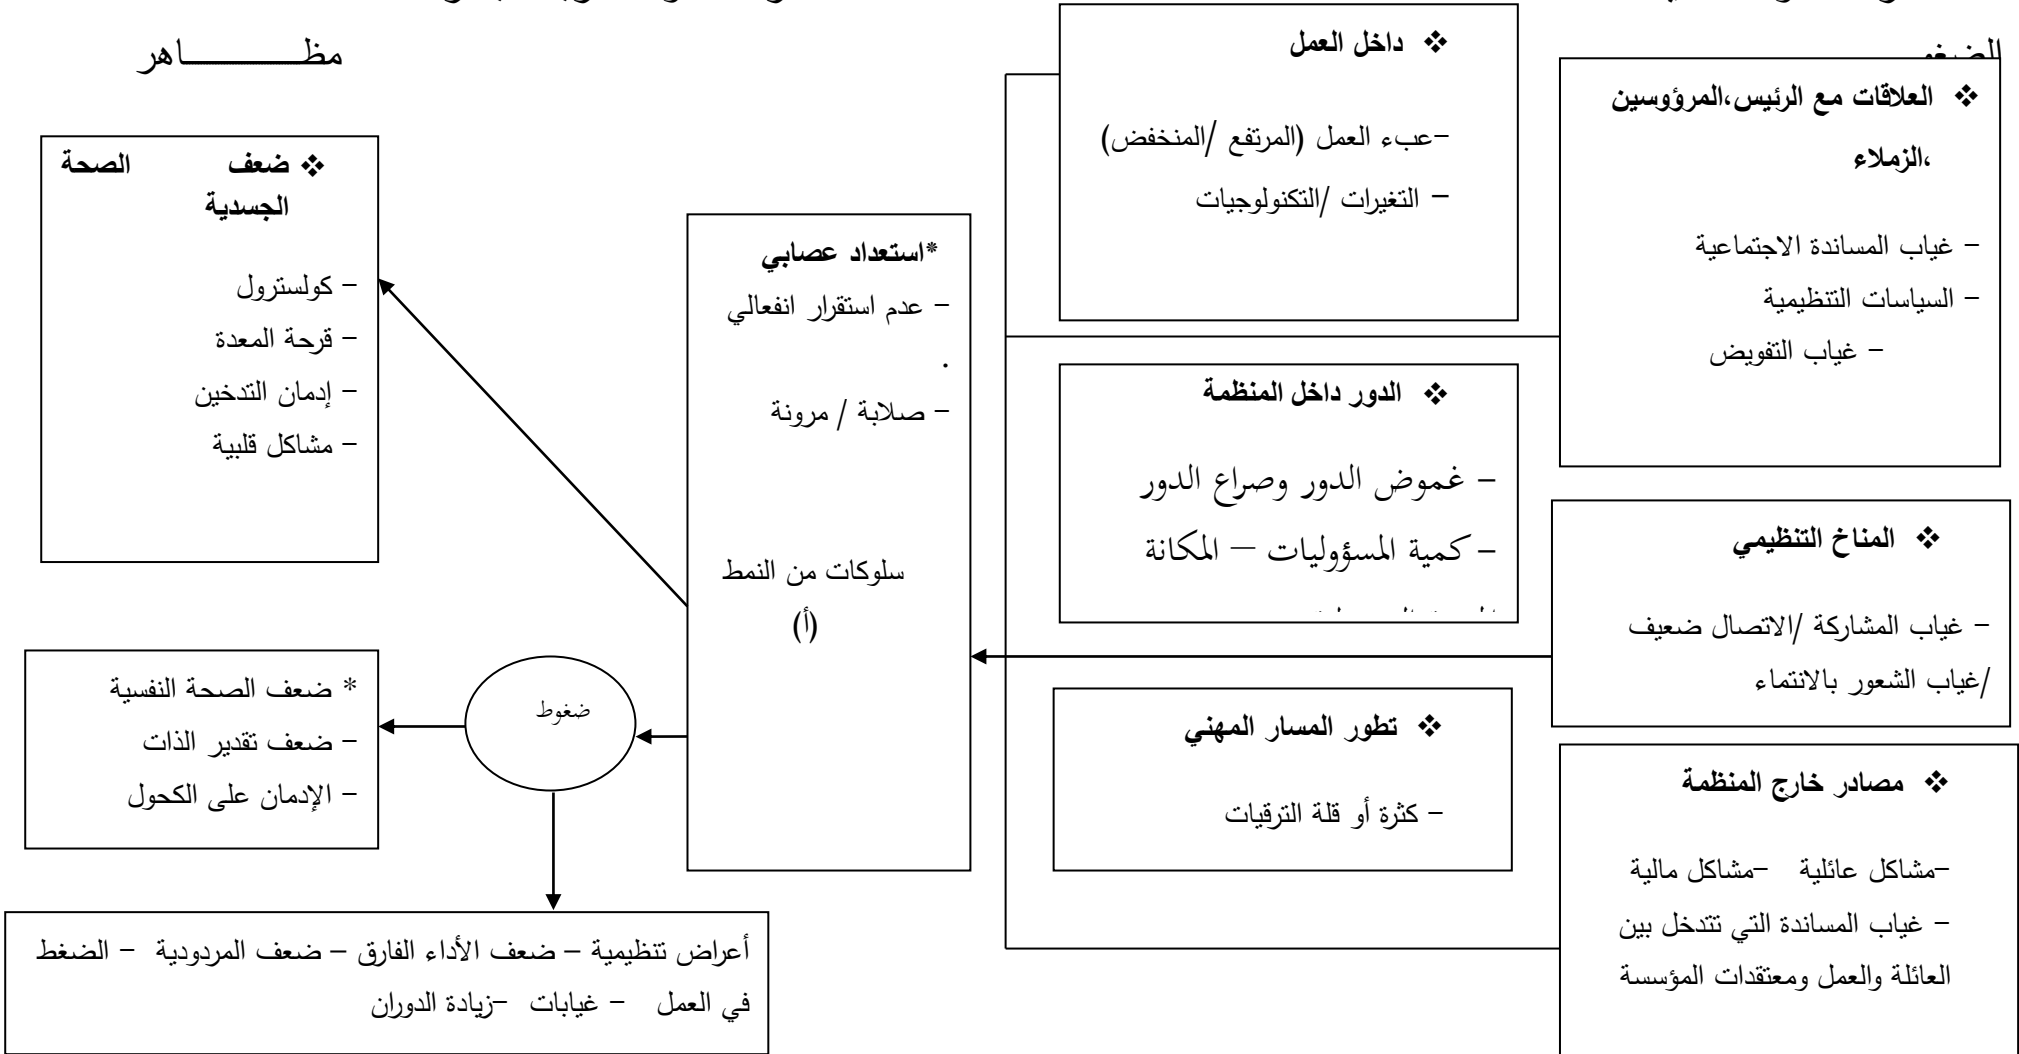 مظـــــــــاهر
❖ داخل العمل
-عبء العمل (المرتفع /المنخفض)
- التغيرات /التكنولوجيات
❖ العلاقات مع الرئيس،المرؤوسين
،الزملاء
- غياب المساندة الاجتماعية
- السياسات التنظيمية
- غياب التفويض
❖ الدور داخل المنظمة
- غموض الدور وصراع الدور
- كمية المسؤوليات – المكانة
❖ المناخ التنظيمي
- غياب المشاركة /الاتصال ضعيف
/غياب الشعور بالانتماء
❖ تطور المسار المهني
- كثرة أو قلة الترقيات
❖ مصادر خارج المنظمة
-مشاكل عائلية -مشاكل مالية
- غياب المساندة التي تتدخل بين
العائلة والعمل ومعتقدات المؤسسة
*استعداد عصابي
- عدم استقرار انفعالي
.
- صلابة / مرونة
سلوكات من النمط
(أ)
ضغوط
❖ ضعف الصحة
الجسدية
- كولسترول
- قرحة المعدة
- إدمان التدخين
- مشاكل قلبية
* ضعف الصحة النفسية
- ضعف تقدير الذات
- الإدمان على الكحول
أعراض تنظيمية – ضعف الأداء الفارق – ضعف المردودية - الضغط
في العمل - غيابات -زيادة الدوران